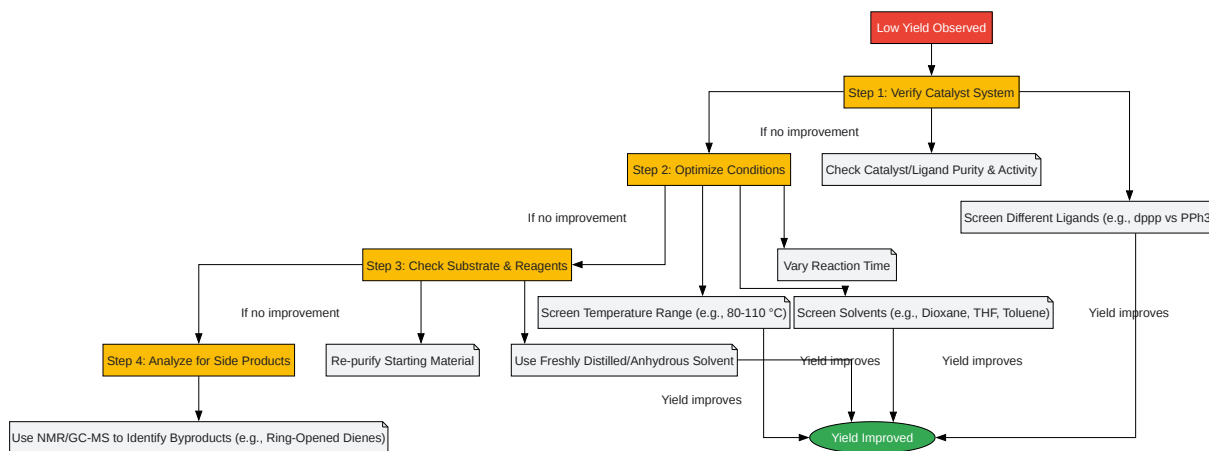 Low Yield Observed
Step 1: Verify Catalyst System
If no improvement
Step 2: Optimize Conditions
Check Catalyst/Ligand Purity & Activity
Screen Different Ligands (e.g., dppp vs PPh3
If no improvement
Step 3: Check Substrate & Reagents
Vary Reaction Time
Screen Temperature Range (e.g., 80-110 °C)
Screen Solvents (e.g., Dioxane, THF, Toluene)
If no improvement
Yield improves
Step 4: Analyze for Side Products
Re-purify Starting Material
Use Freshly Distilled/Anhydrous Solvent
Yield improves
Yield improves
Yield improves
Use NMR/GC-MS to Identify Byproducts (e.g., Ring-Opened Dienes)
Yield Improved